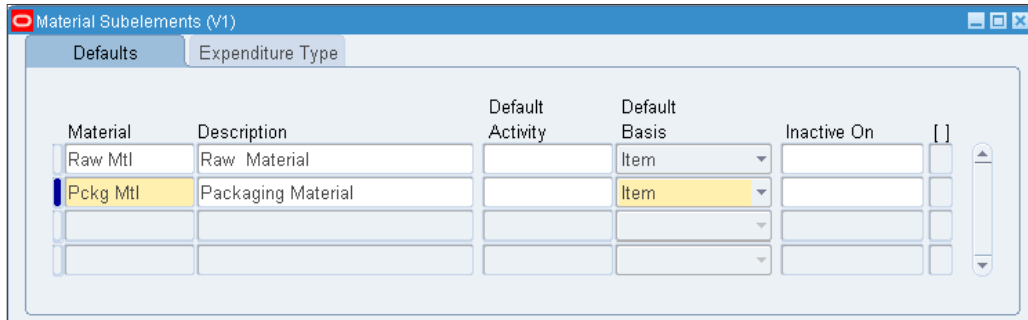 Material Subelements (V1)
Defaults Expenditure Type
Default Default
Material Description Activity Basis Inactive On [ ]
Raw Mtl Raw  Material Item
Pckg Mtl Packaging Material Item